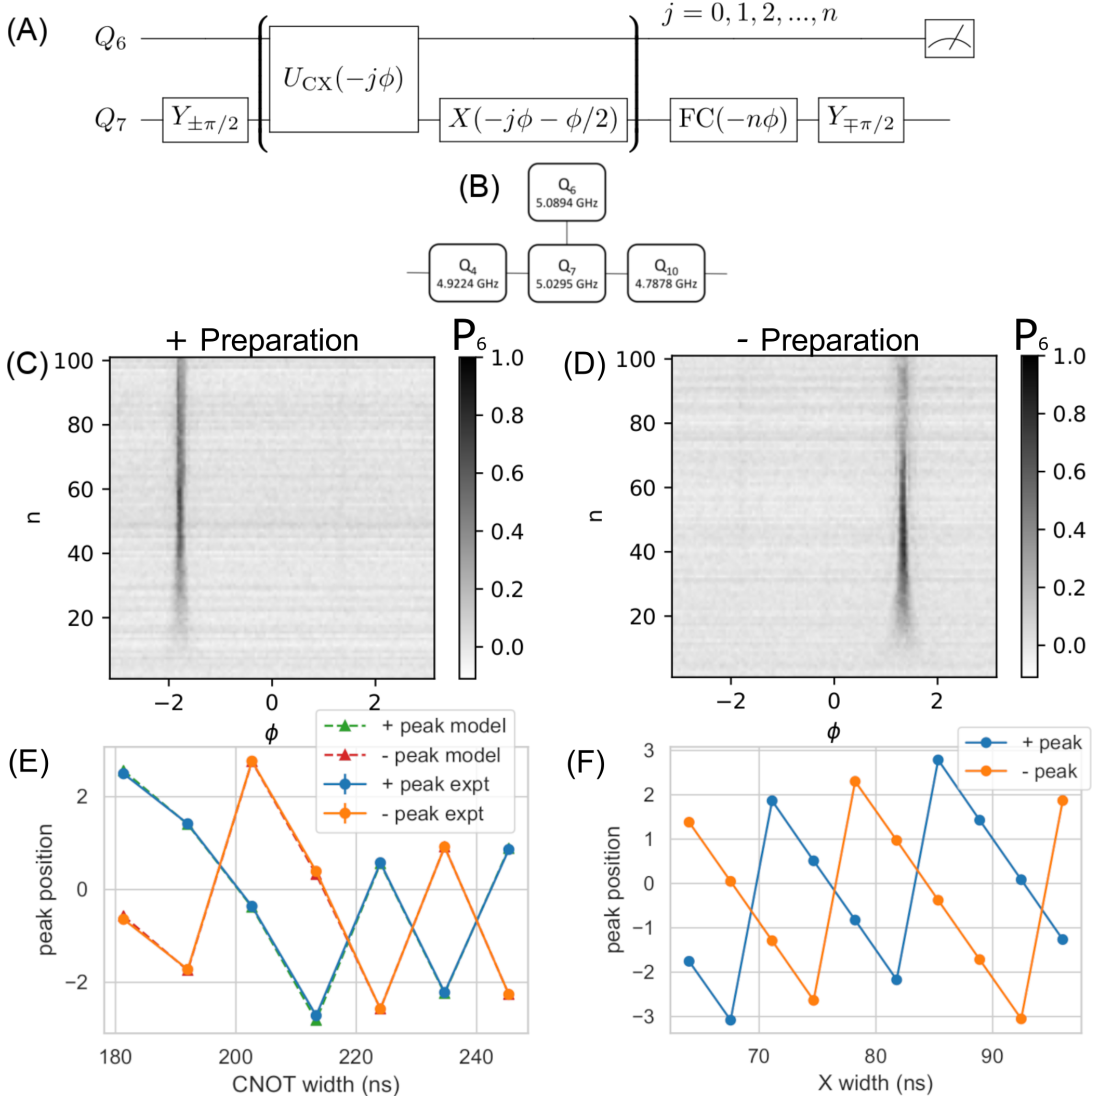 (A)
j = 0, 1, 2, ..., n
Q6
U_CX(−jϕ)
Q7
Y±π/2
X(−jϕ − ϕ/2)
FC(−nϕ)
Y∓π/2
(B)
Q6
5.0894 GHz
Q4
4.9224 GHz
Q7
5.0295 GHz
Q10
4.7878 GHz
(C)
+ Preparation
P6
100
80
60
40
20
n
−2
0
2
ϕ
1.0
0.8
0.6
0.4
0.2
0.0
(D)
- Preparation
P6
100
80
60
40
20
n
−2
0
2
ϕ
1.0
0.8
0.6
0.4
0.2
0.0
(E)
+ peak model
- peak model
+ peak expt
- peak expt
2
0
−2
peak position
180
200
220
240
CNOT width (ns)
(F)
+ peak
- peak
3
2
1
0
−1
−2
−3
peak position
70
80
90
X width (ns)